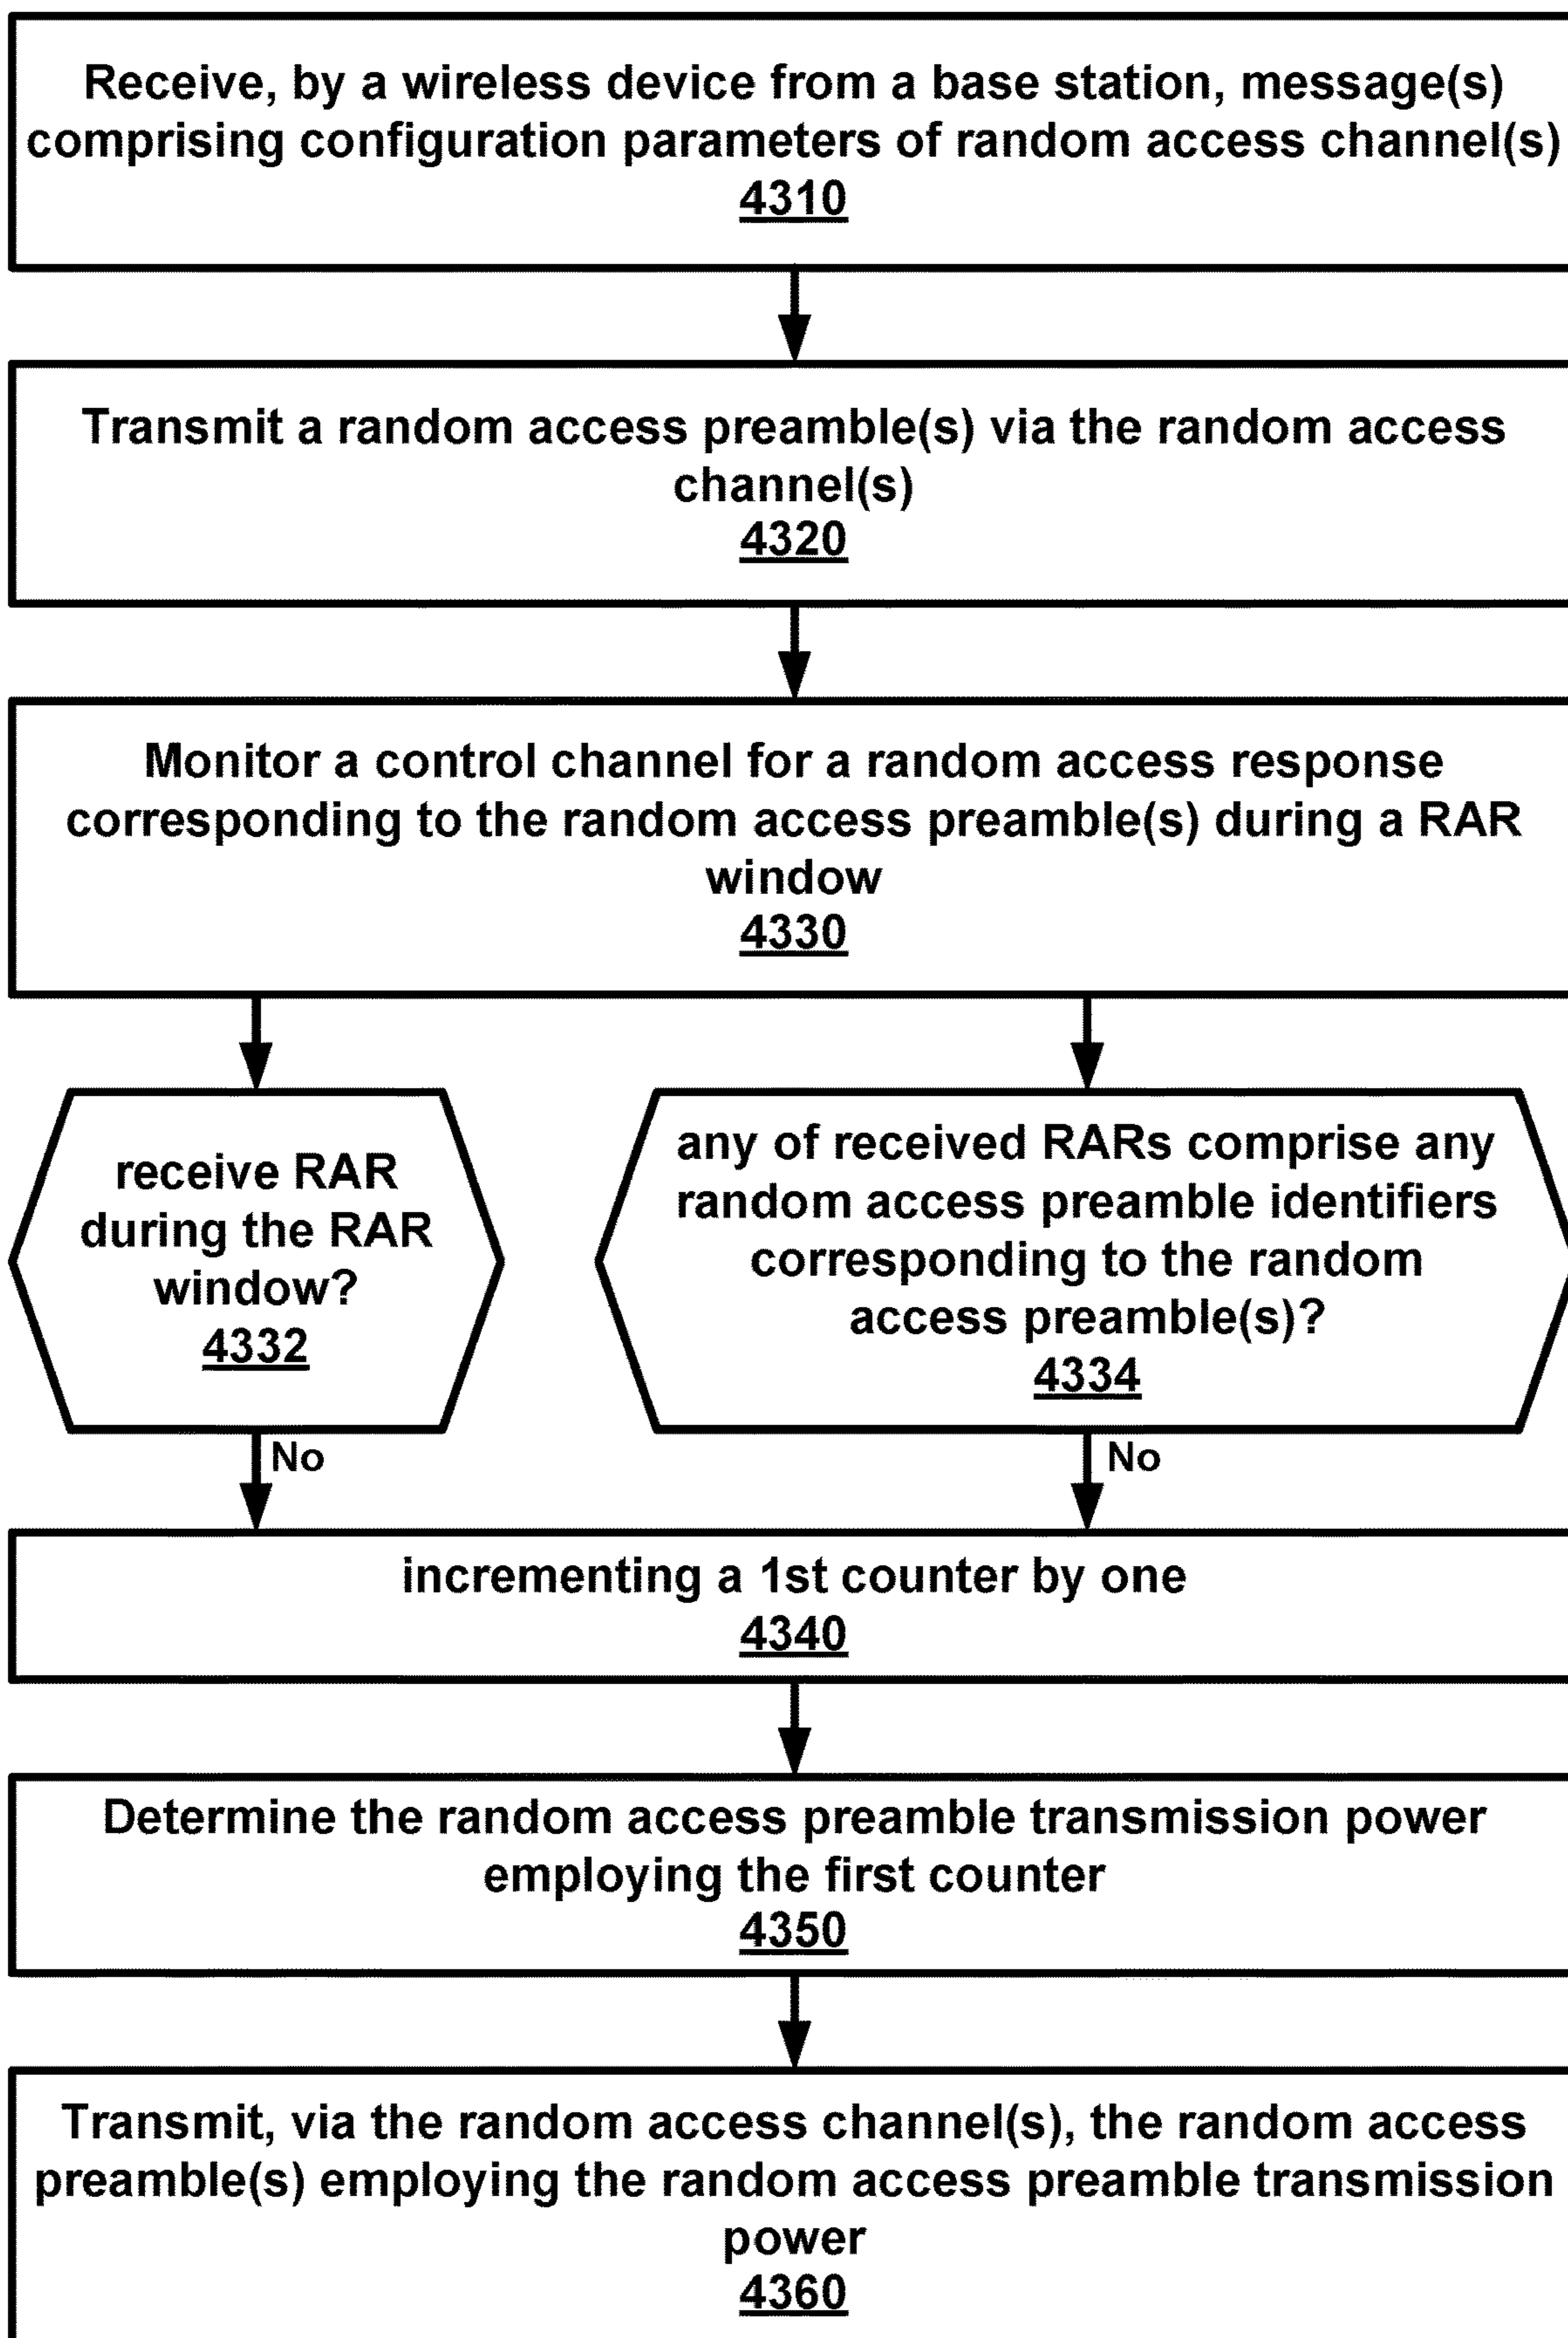 Receive, by a wireless device from a base station, message(s)
comprising configuration parameters of random access channel(s)
4310
Transmit a random access preamble(s) via the random access
channel(s)
4320
Monitor a control channel for a random access response
corresponding to the random access preamble(s) during a RAR
window
4330
receive RAR
during the RAR
window?
4332
any of received RARs comprise any
random access preamble identifiers
corresponding to the random
access preamble(s)?
4334
No
No
incrementing a 1st counter by one
4340
Determine the random access preamble transmission power
employing the first counter
4350
Transmit, via the random access channel(s), the random access
preamble(s) employing the random access preamble transmission
power
4360